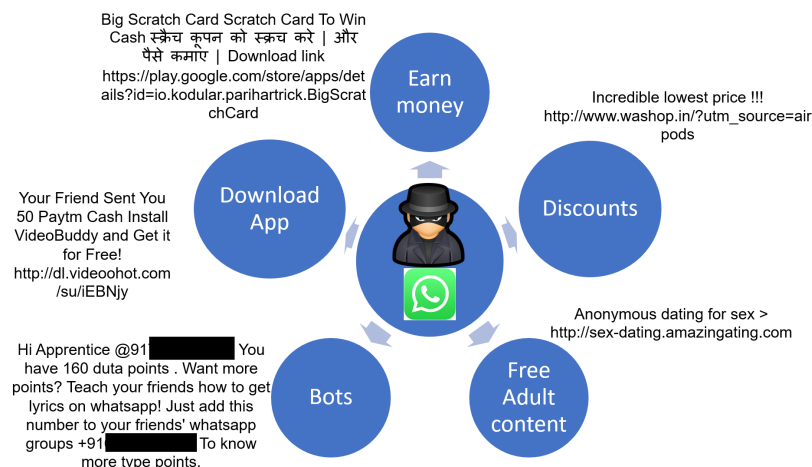 Big Scratch Card Scratch Card To Win
Cash स्क्रैच कूपन को स्क्रच करे | और
पैसे कमाए | Download link
https://play.google.com/store/apps/det
ails?id=io.kodular.parihartrick.BigScrat
chCard
Earn
money
Incredible lowest price !!!
http://www.washop.in/?utm_source=air
pods
Download
App
Discounts
Your Friend Sent You
50 Paytm Cash Install
VideoBuddy and Get it
for Free!
http://dl.videoohot.com
/su/iEBNjy
Anonymous dating for sex >
http://sex-dating.amazingating.com
Hi Apprentice @91 You
have 160 duta points . Want more
points? Teach your friends how to get
lyrics on whatsapp! Just add this
number to your friends' whatsapp
groups +91 To know
more type points.
Bots
Free
Adult
content